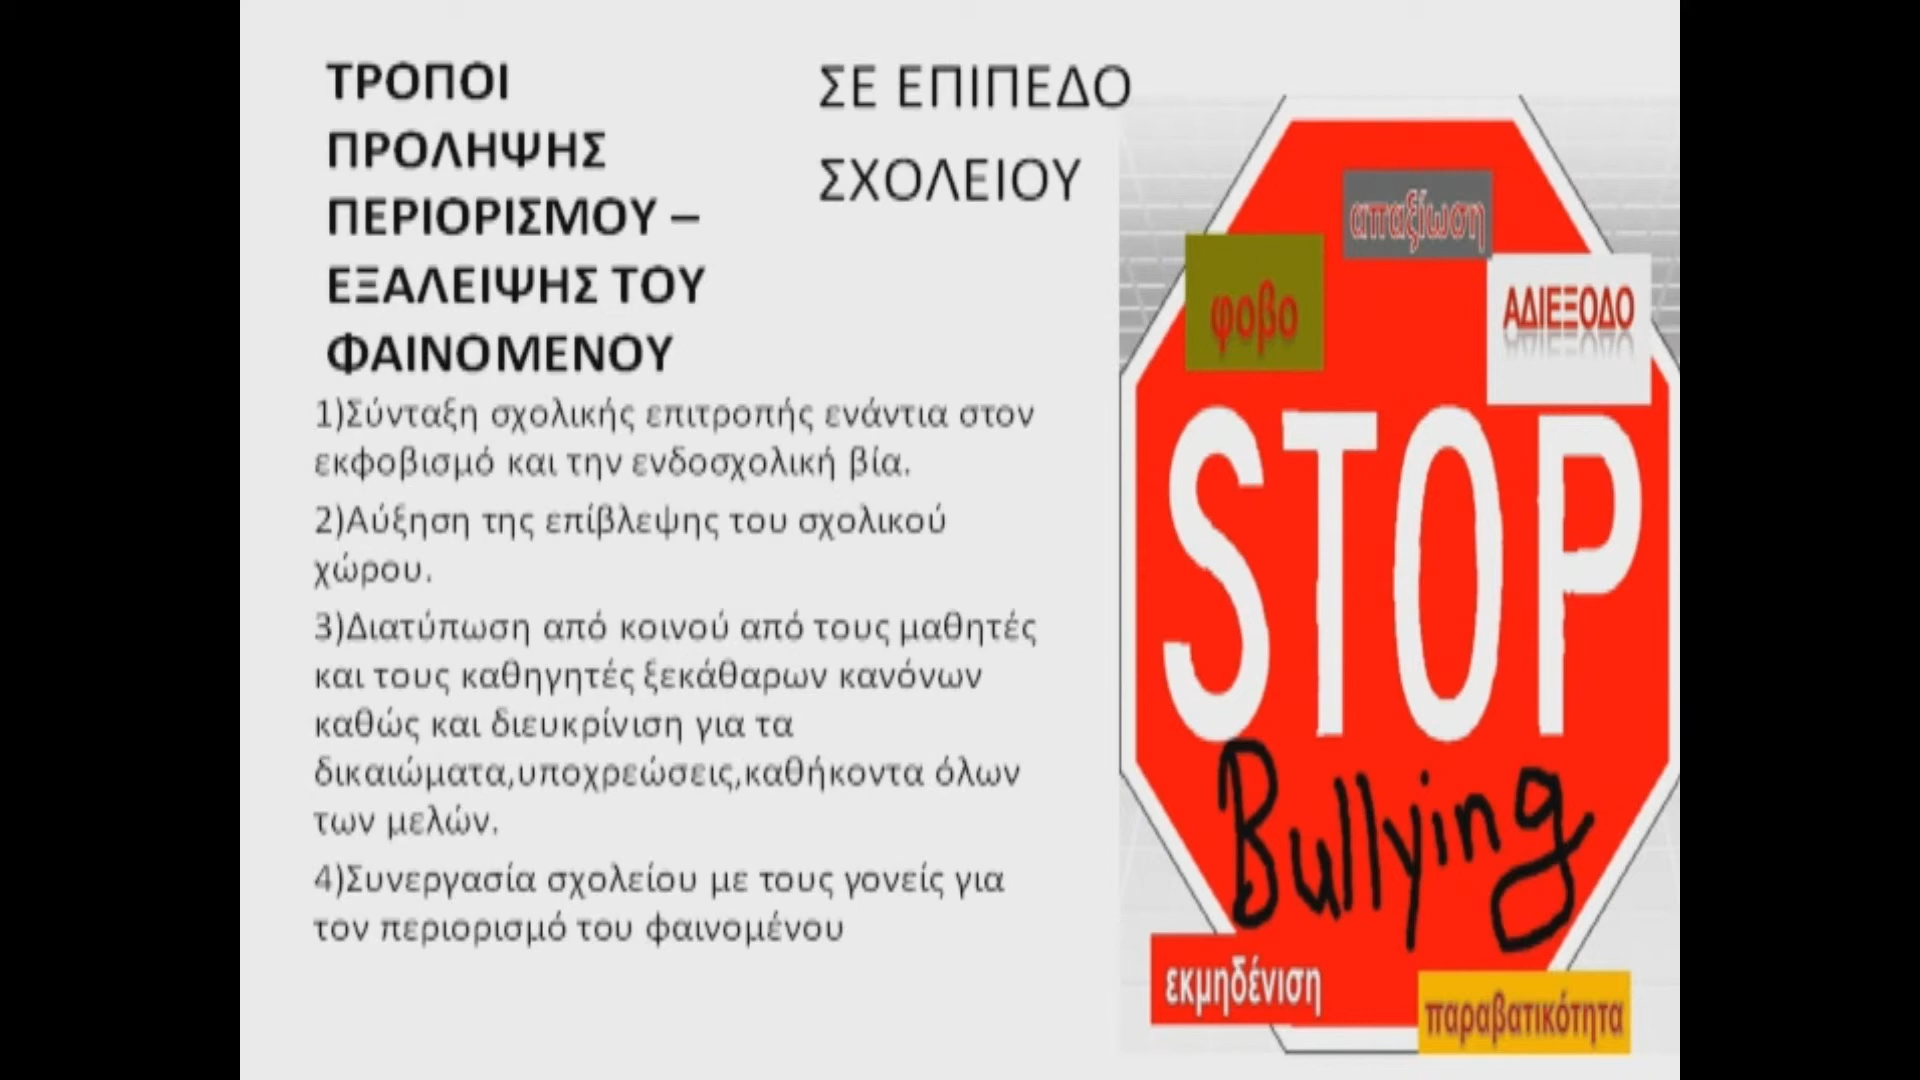 ΤΡΟΠΟΙ
ΠΡΟΛΗΨΗΣ
ΠΕΡΙΟΡΙΣΜΟΥ –
ΕΞΑΛΕΙΨΗΣ ΤΟΥ
ΦΑΙΝΟΜΕΝΟΥ
ΣΕ ΕΠΙΠΕΔΟ
ΣΧΟΛΕΙΟΥ
1)Σύνταξη σχολικής επιτροπής ενάντια στον
εκφοβισμό και την ενδοσχολική βία.
2)Αύξηση της επίβλεψης του σχολικού
χώρου.
3)Διατύπωση από κοινού από τους μαθητές
και τους καθηγητές ξεκάθαρων κανόνων
καθώς και διευκρίνιση για τα
δικαιώματα,υποχρεώσεις,καθήκοντα όλων
των μελών.
4)Συνεργασία σχολείου με τους γονείς για
τον περιορισμό του φαινομένου
απαξίωση
φοβο
ΑΔΙΕΞΟΔΟ
STOP
Bullying
εκμηδένιση
παραβατικότητα